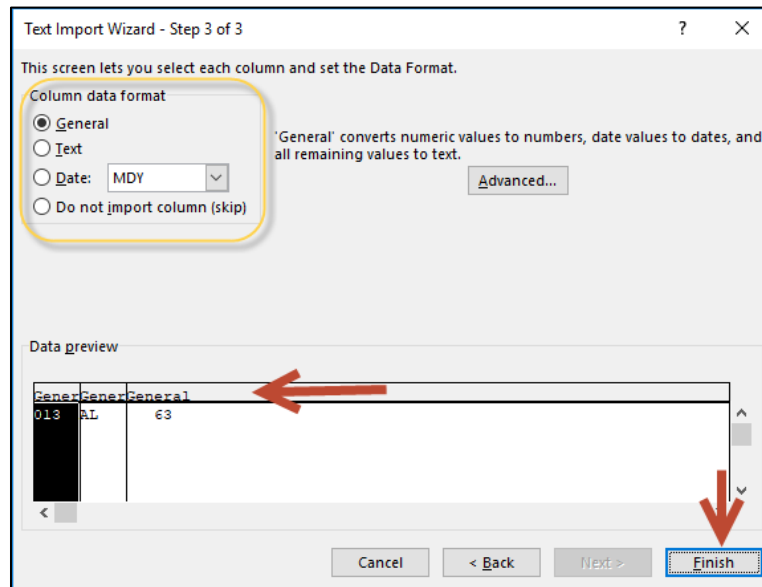 Text Import Wizard - Step 3 of 3
?
This screen lets you select each column and set the Data Format.
Column data format
General
Text
Date: MDY
Do not import column (skip)
'General' converts numeric values to numbers, date values to dates, and
all remaining values to text.
Advanced...
Data preview
GenerGenerGeneral
013 AL 63
Cancel
< Back
Next >
Finish